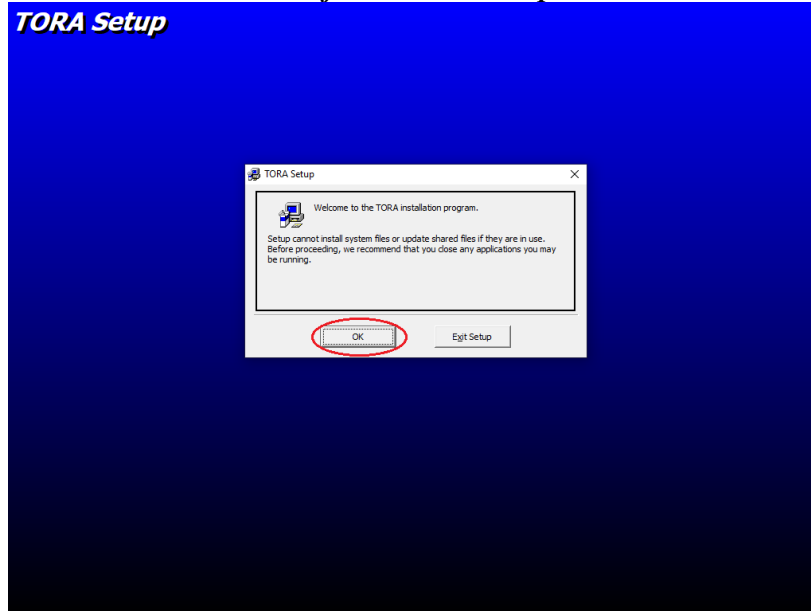 TORA Setup
TORA Setup
Welcome to the TORA installation program.
Setup cannot install system files or update shared files if they are in use.
Before proceeding, we recommend that you close any applications you may
be running.
OK
Exit Setup